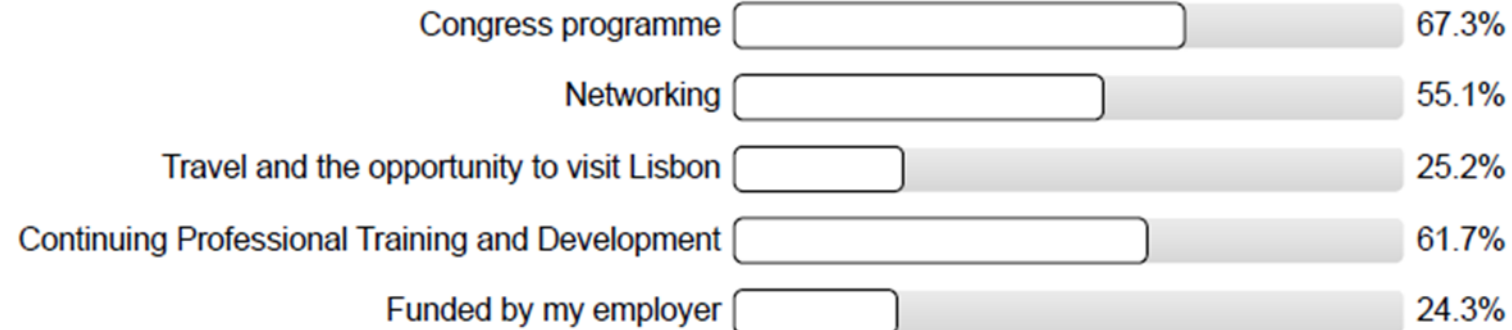 Congress programme 67.3%
Networking 55.1%
Travel and the opportunity to visit Lisbon 25.2%
Continuing Professional Training and Development 61.7%
Funded by my employer 24.3%